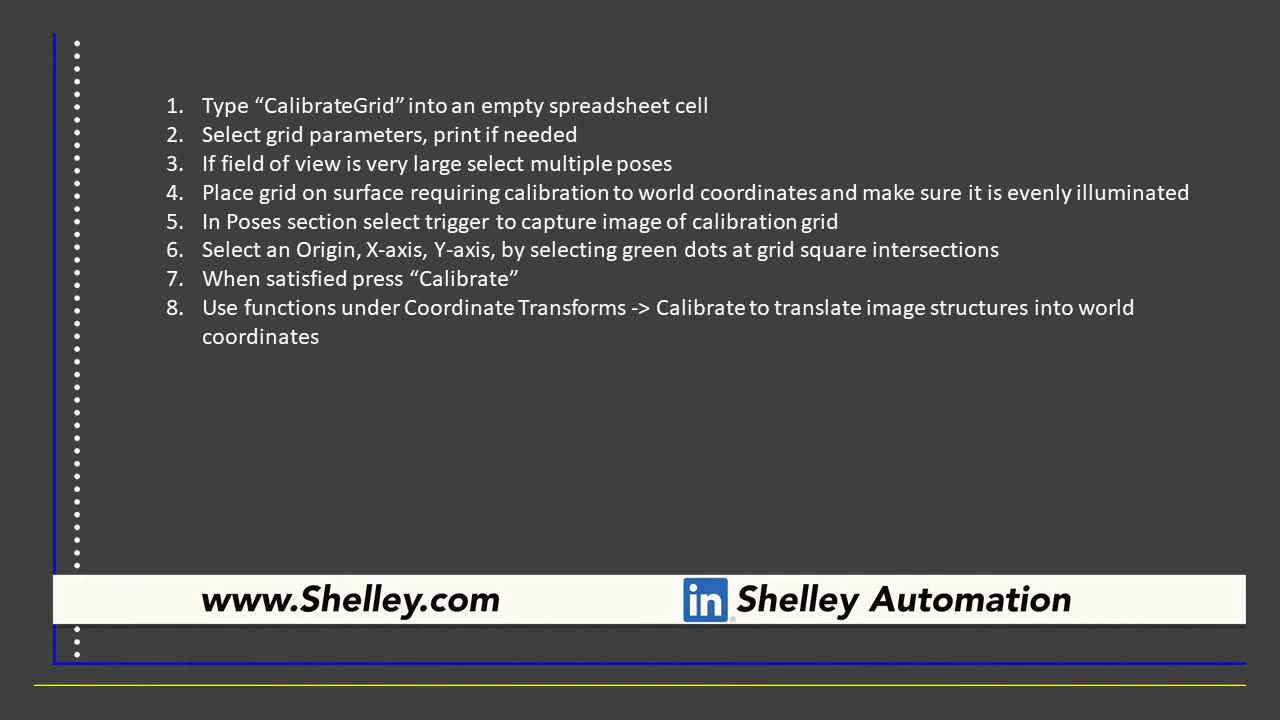 1. Type “CalibrateGrid” into an empty spreadsheet cell
2. Select grid parameters, print if needed
3. If field of view is very large select multiple poses
4. Place grid on surface requiring calibration to world coordinates and make sure it is evenly illuminated
5. In Poses section select trigger to capture image of calibration grid
6. Select an Origin, X-axis, Y-axis, by selecting green dots at grid square intersections
7. When satisfied press “Calibrate”
8. Use functions under Coordinate Transforms -> Calibrate to translate image structures into world
coordinates
www.Shelley.com
in® Shelley Automation